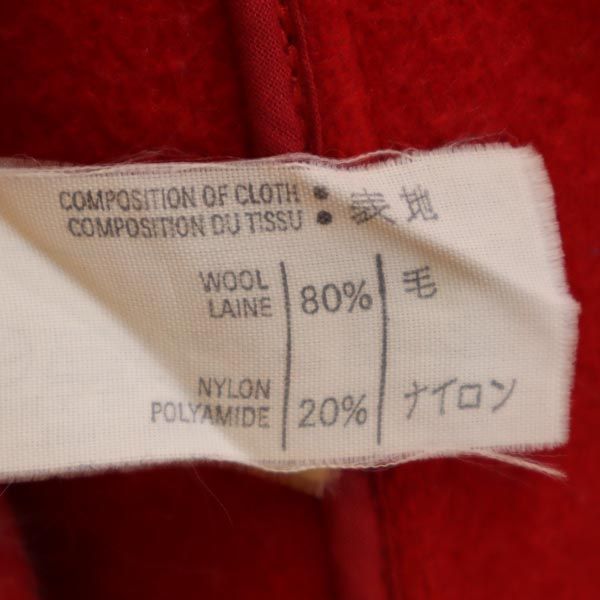 COMPOSITION OF CLOTH : 表地
COMPOSITION DU TISSU :
WOOL
LAINE 80% 毛
NYLON
POLYAMIDE 20% ナイロン